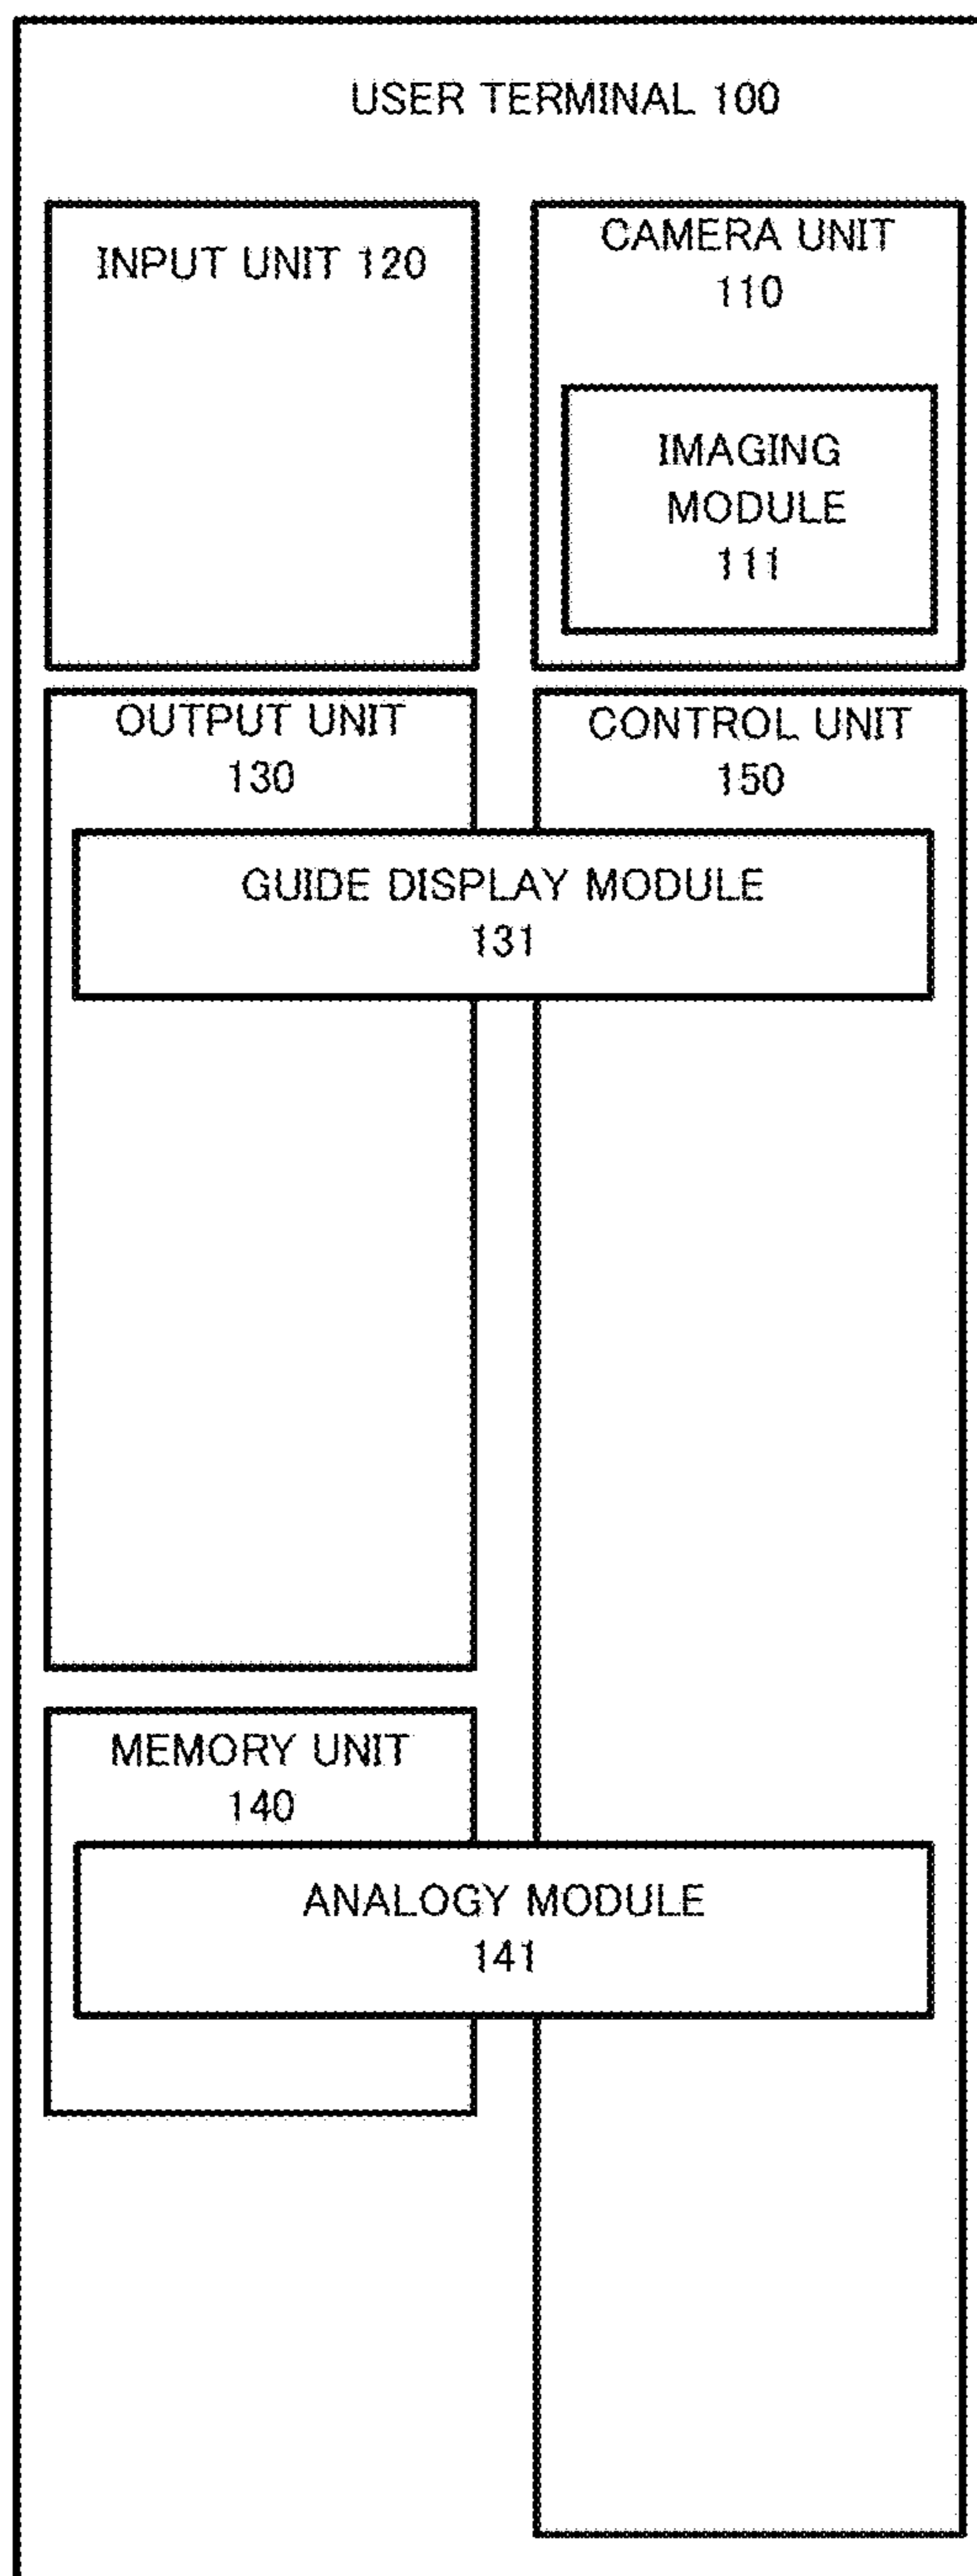 USER TERMINAL 100
INPUT UNIT 120
CAMERA UNIT
110
IMAGING
MODULE
111
OUTPUT UNIT
130
CONTROL UNIT
150
GUIDE DISPLAY MODULE
131
MEMORY UNIT
140
ANALOGY MODULE
141